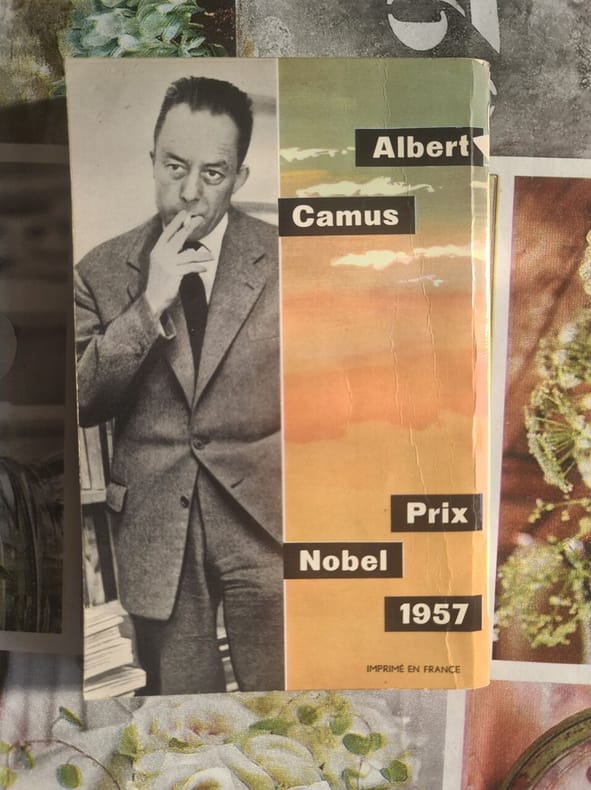 Albert
Camus
Prix
Nobel
1957
IMPRIMÉ EN FRANCE